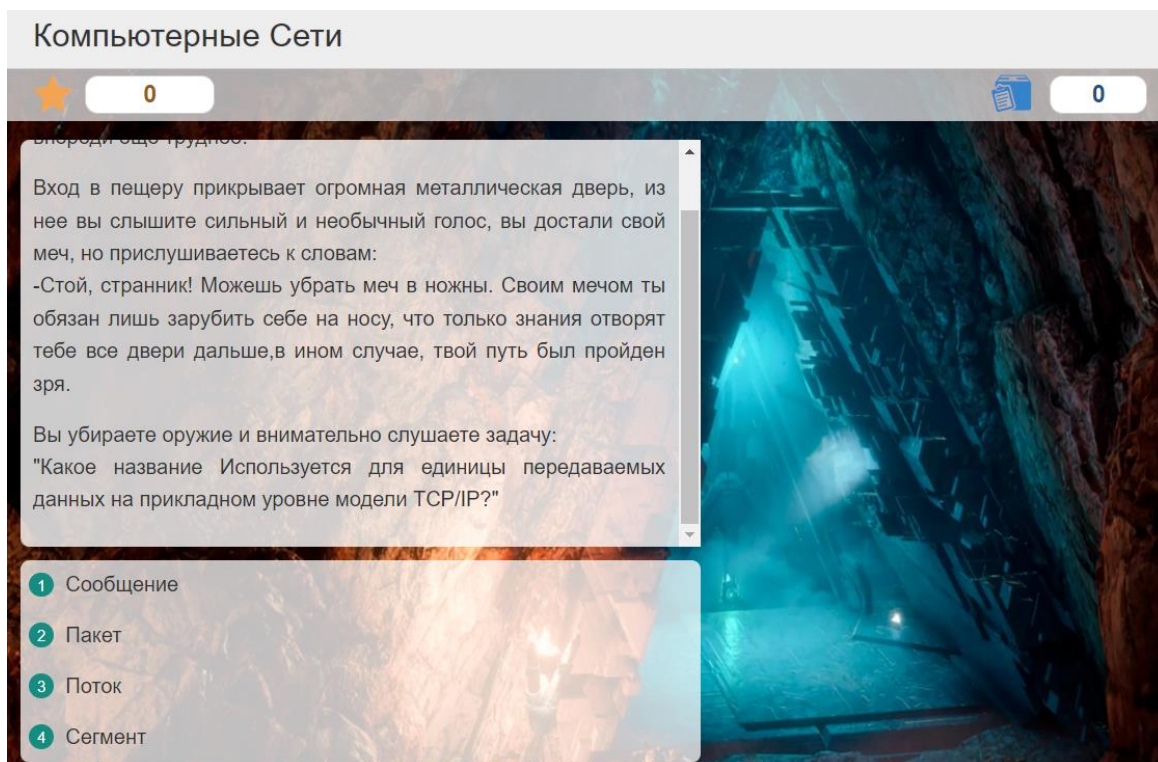 Компьютерные Сети
0
0
Вход в пещеру прикрывает огромная металлическая дверь, из
нее вы слышите сильный и необычный голос, вы достали свой
меч, но прислушиваетесь к словам:
-Стой, странник! Можешь убрать меч в ножны. Своим мечом ты
обязан лишь зарубить себе на носу, что только знания отворят
тебе все двери дальше,в ином случае, твой путь был пройден
зря.
Вы убираете оружие и внимательно слушаете задачу:
"Какое название Используется для единицы передаваемых
данных на прикладном уровне модели TCP/IP?"
1 Сообщение
2 Пакет
3 Поток
4 Сегмент